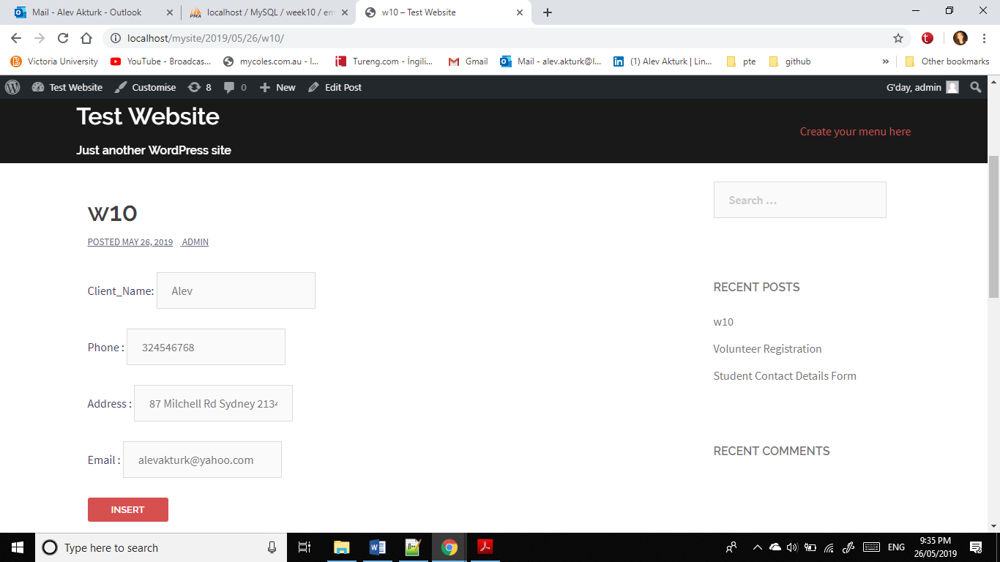 Mail - Alev Akturk - Outlook
localhost / MySQL / week10 / em
w10 – Test Website
localhost/mysite/2019/05/26/w10/
Victoria University
YouTube - Broadcas...
mycoles.com.au - I...
Tureng.com - İngili...
Gmail
Mail - alev.akturk@l...
(1) Alev Akturk | Lin...
pte
github
»
Other bookmarks
Test Website
Customise
8
0
New
Edit Post
G'day, admin
Test Website
Create your menu here
Just another WordPress site
Search …
w10
POSTED MAY 26, 2019 ADMIN
Client_Name: Alev
Phone : 324546768
Address : 87 Milchell Rd Sydney 2134
Email : alevakturk@yahoo.com
INSERT
RECENT POSTS
w10
Volunteer Registration
Student Contact Details Form
RECENT COMMENTS
Type here to search
ENG
9:35 PM
26/05/2019